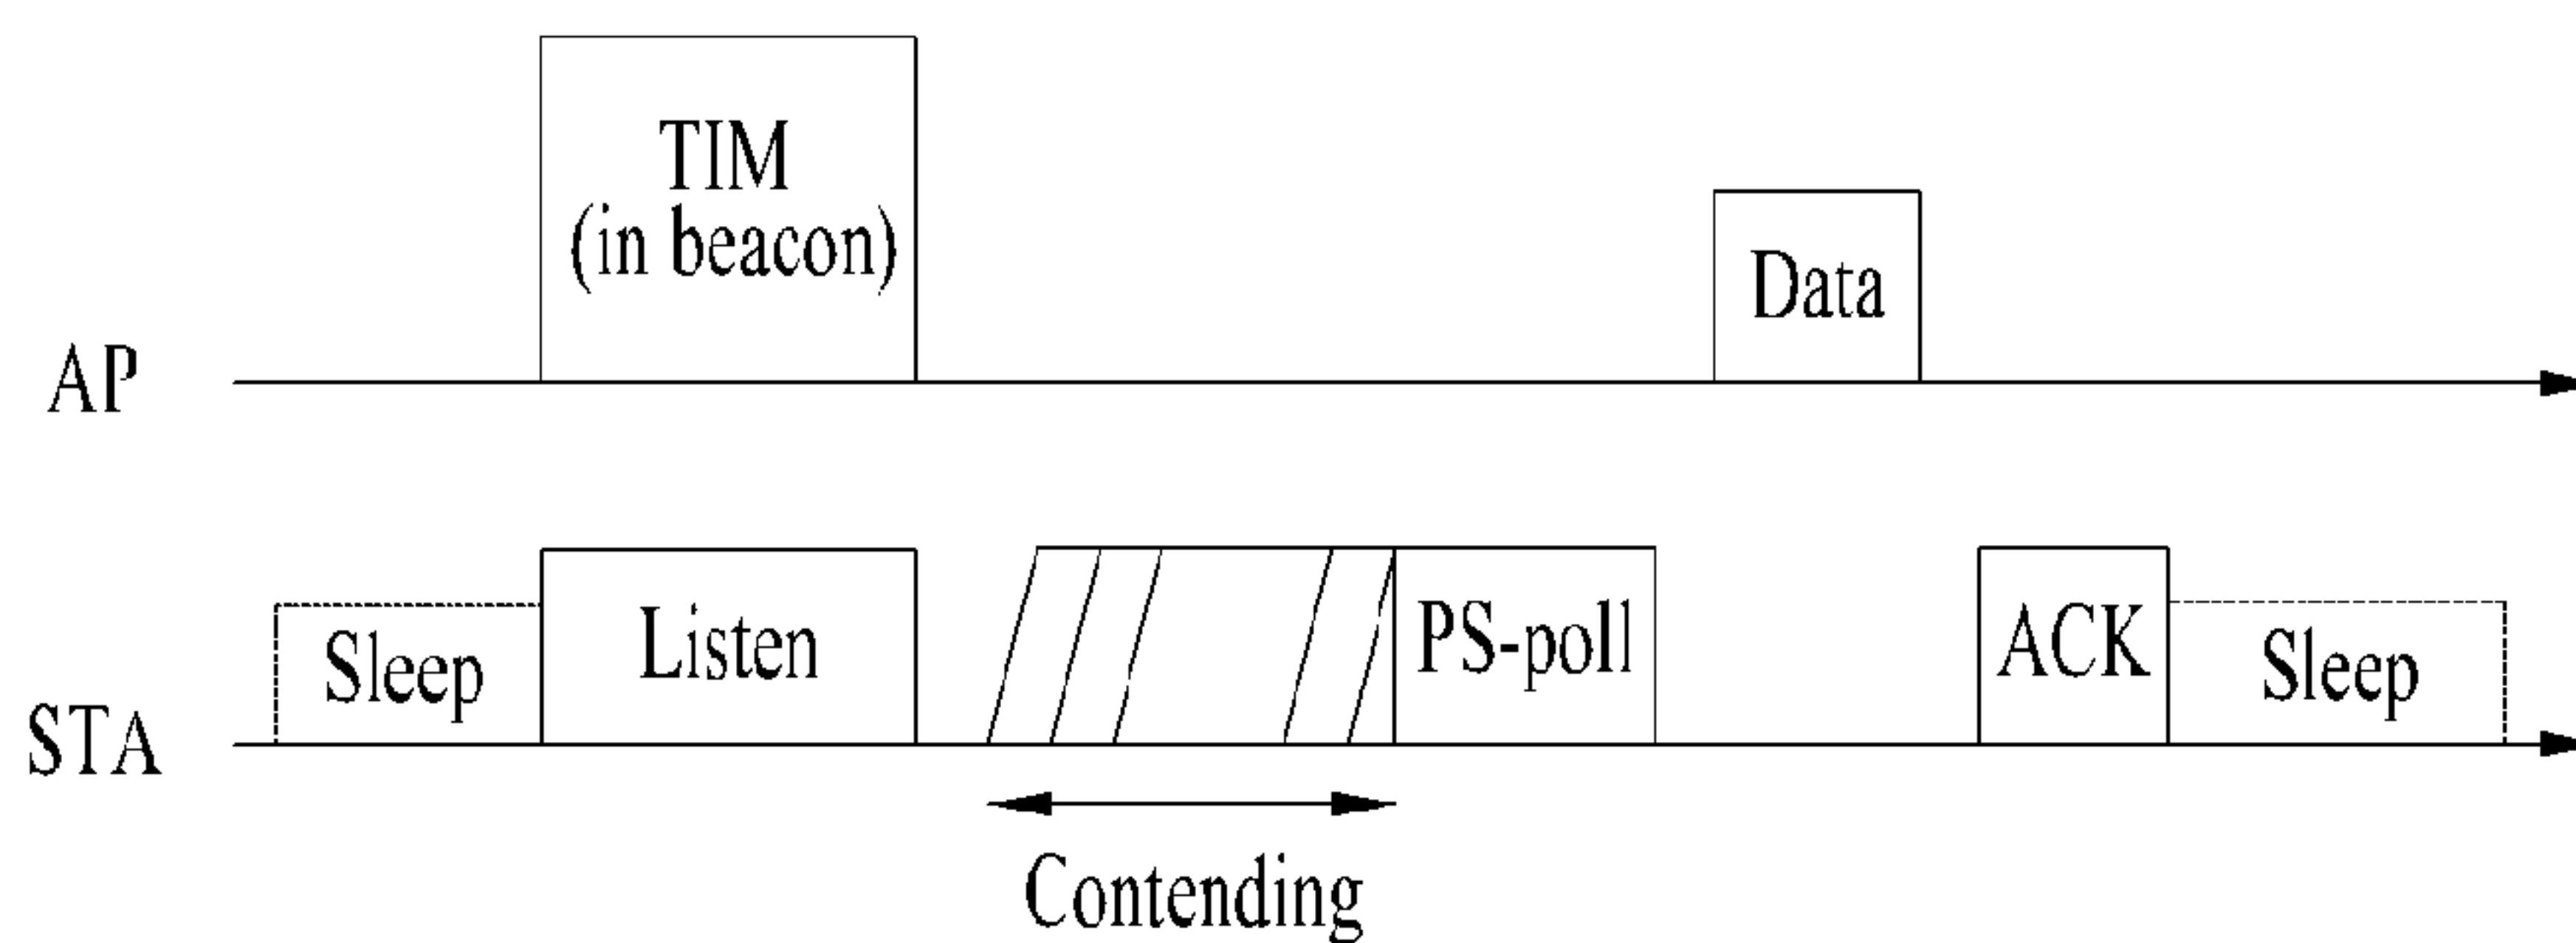 TIM
(in beacon)
Data
AP
Sleep
Listen
PS-poll
ACK
Sleep
STA
Contending